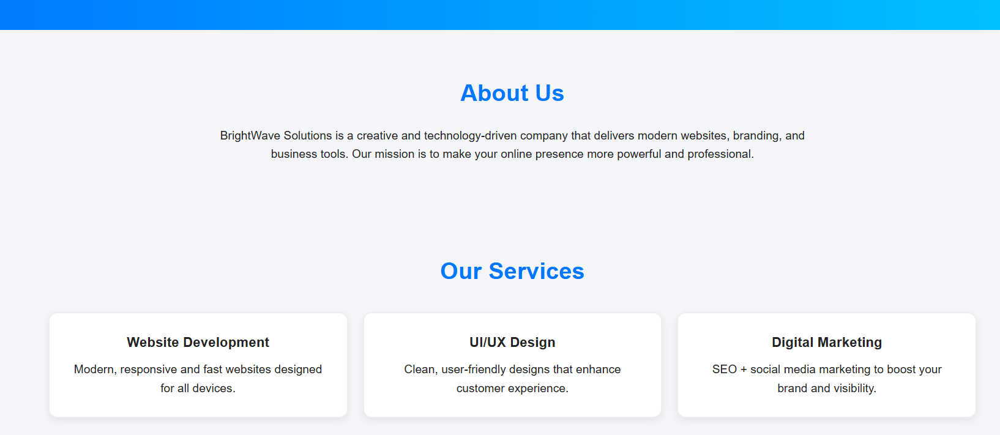 About Us
BrightWave Solutions is a creative and technology-driven company that delivers modern websites, branding, and
business tools. Our mission is to make your online presence more powerful and professional.
Our Services
Website Development
Modern, responsive and fast websites designed
for all devices.
UI/UX Design
Clean, user-friendly designs that enhance
customer experience.
Digital Marketing
SEO + social media marketing to boost your
brand and visibility.